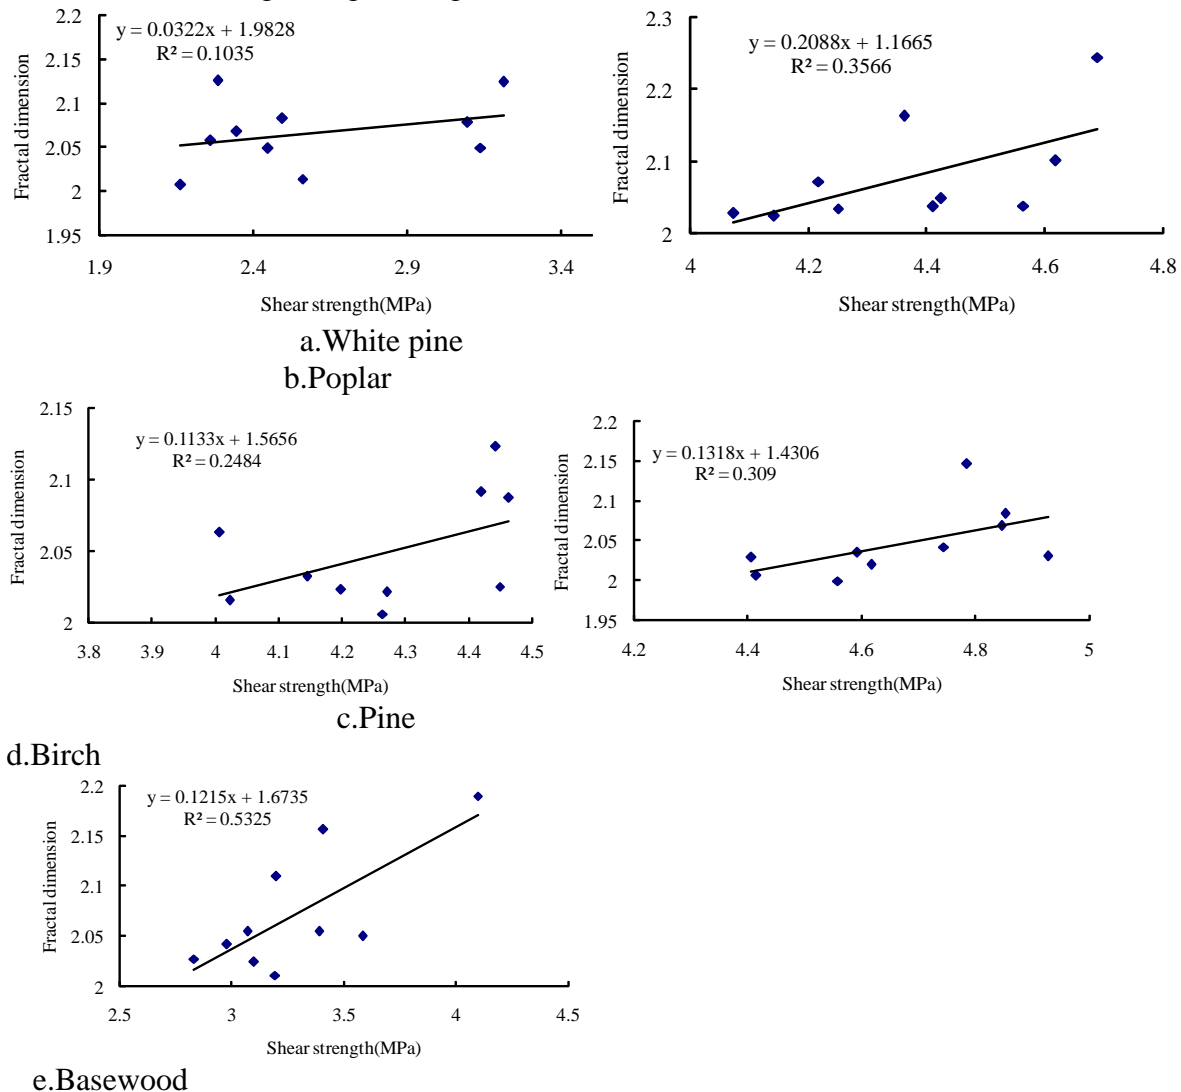 2.2
2.15
2.1
2.05
2
1.95
Fractal dimension
y = 0.0322x + 1.9828
R² = 0.1035
1.9 2.4 2.9 3.4
Shear strength(MPa)
2.3
2.2
2.1
2
Fractal dimension
y = 0.2088x + 1.1665
R² = 0.3566
4 4.2 4.4 4.6 4.8
Shear strength(MPa)
a.White pine
b.Poplar
2.15
2.1
2.05
2
Fractal dimension
y = 0.1133x + 1.5656
R² = 0.2484
3.8 3.9 4 4.1 4.2 4.3 4.4 4.5
Shear strength(MPa)
2.2
2.15
2.1
2.05
2
1.95
Fractal dimension
y = 0.1318x + 1.4306
R² = 0.309
4.2 4.4 4.6 4.8 5
Shear strength(MPa)
c.Pine
d.Birch
2.2
2.15
2.1
2.05
2
Fractal dimension
y = 0.1215x + 1.6735
R² = 0.5325
2.5 3 3.5 4 4.5
Shear strength(MPa)
e.Basewood